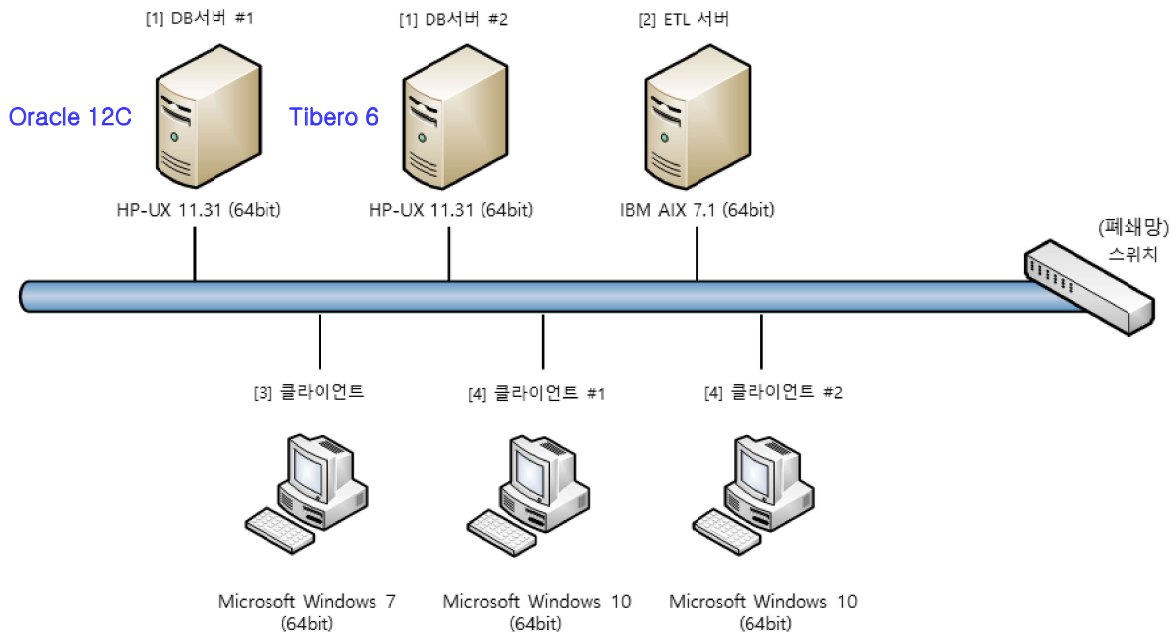 [1] DB서버 #1
[1] DB서버 #2
[2] ETL 서버
Oracle 12C
Tibero 6
HP-UX 11.31 (64bit)
HP-UX 11.31 (64bit)
IBM AIX 7.1 (64bit)
(폐쇄망)
스위치
[3] 클라이언트
[4] 클라이언트 #1
[4] 클라이언트 #2
Microsoft Windows 7
(64bit)
Microsoft Windows 10
(64bit)
Microsoft Windows 10
(64bit)